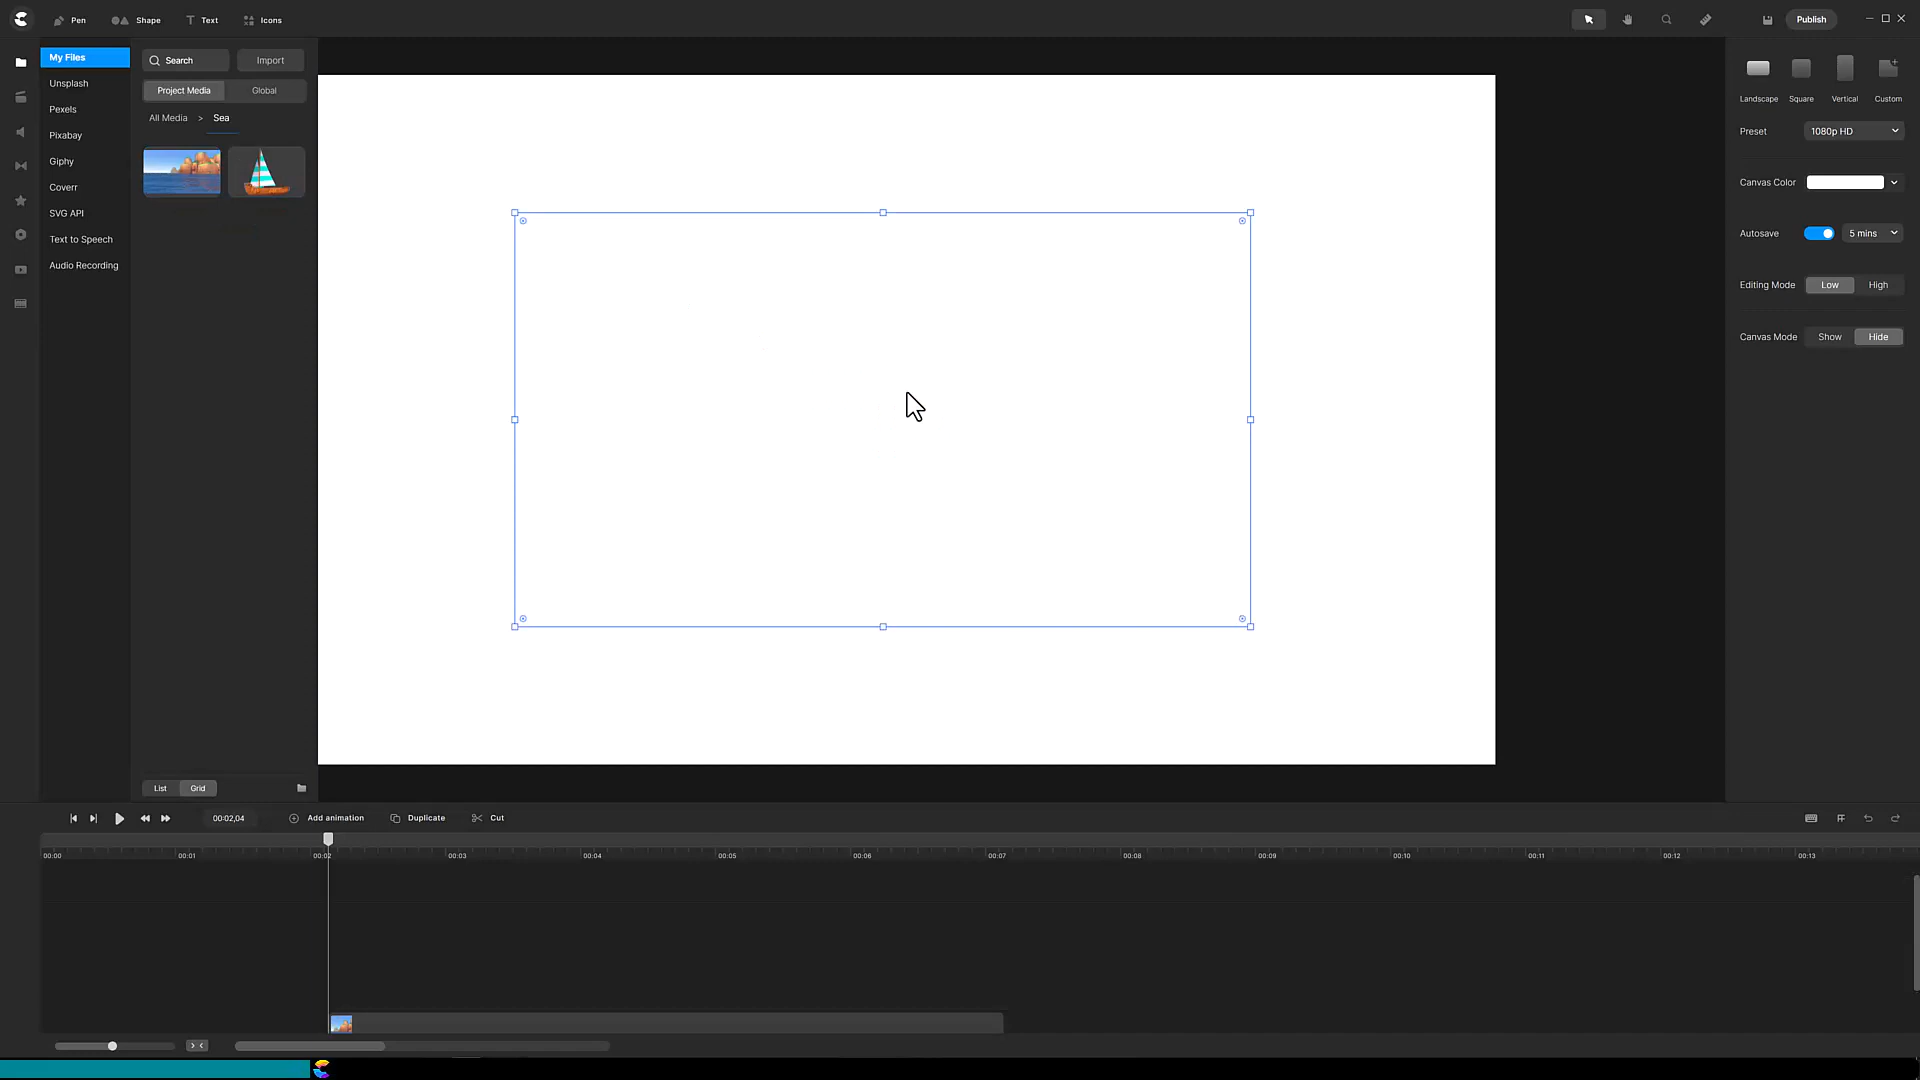 Pen
Shape
Text
Icons
Publish
My Files
Unsplash
Pexels
Pixabay
Giphy
Coverr
SVG API
Text to Speech
Audio Recording
Search
Import
Project Media
Global
All Media > Sea
List
Grid
Landscape
Square
Vertical
Custom
Preset
1080p HD
Canvas Color
Autosave
5 mins
Editing Mode
Low
High
Canvas Mode
Show
Hide
00:02,04
Add animation
Duplicate
Cut
00:00 00:01 00:02 00:03 00:04 00:05 00:06 00:07 00:08 00:09 00:10 00:11 00:12 00:13